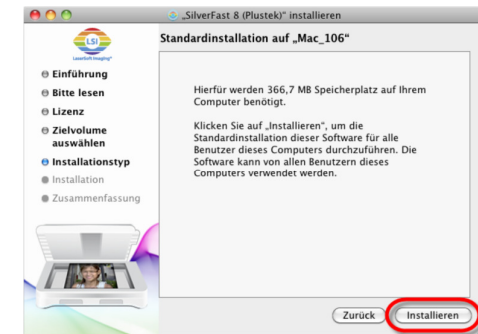 „SilverFast 8 (Plustek)“ installieren
LSI
LaserSoft Imaging
Standardinstallation auf „Mac_106“
Einführung
Bitte lesen
Lizenz
Zielvolume
auswählen
Installationstyp
Installation
Zusammenfassung
Hierfür werden 366,7 MB Speicherplatz auf Ihrem
Computer benötigt.
Klicken Sie auf „Installieren“, um die
Standardinstallation dieser Software für alle
Benutzer dieses Computers durchzuführen. Die
Software kann von allen Benutzern dieses
Computers verwendet werden.
Zurück
Installieren